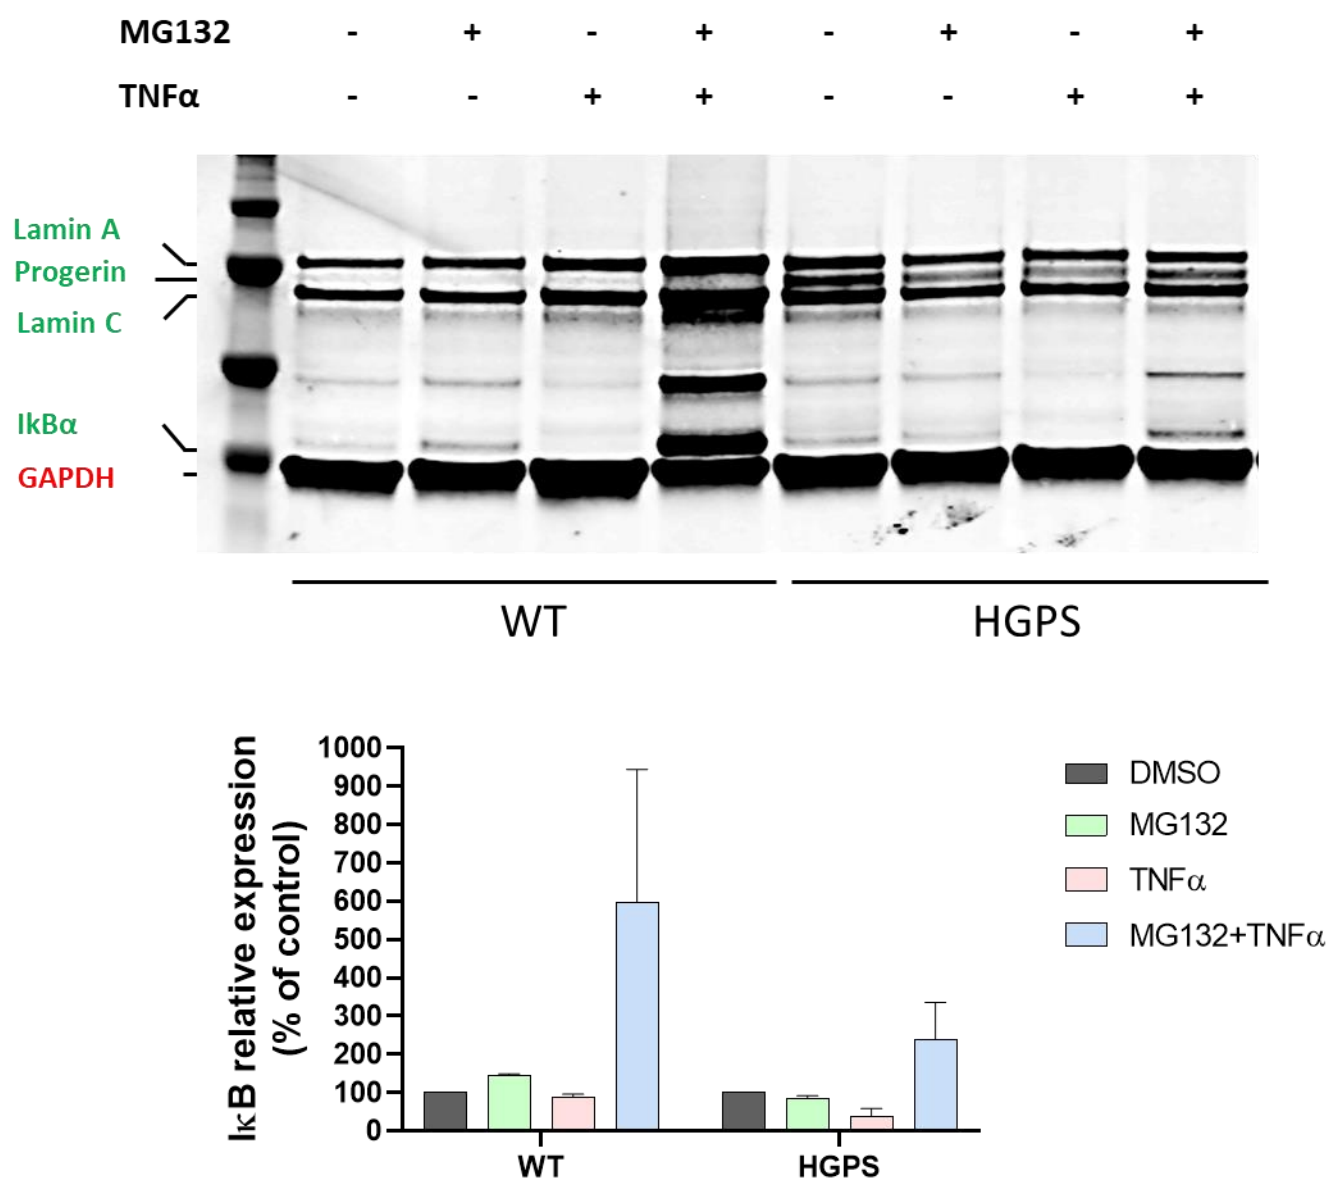 MG132 - + - + - + - +
TNFα - - + + - - + +
Lamin A
Progerin
Lamin C
IkBα
GAPDH
WT HGPS
IκB relative expression
(% of control)
1000
900
800
700
600
500
400
300
200
100
0
WT HGPS
DMSO
MG132
TNFα
MG132+TNFα